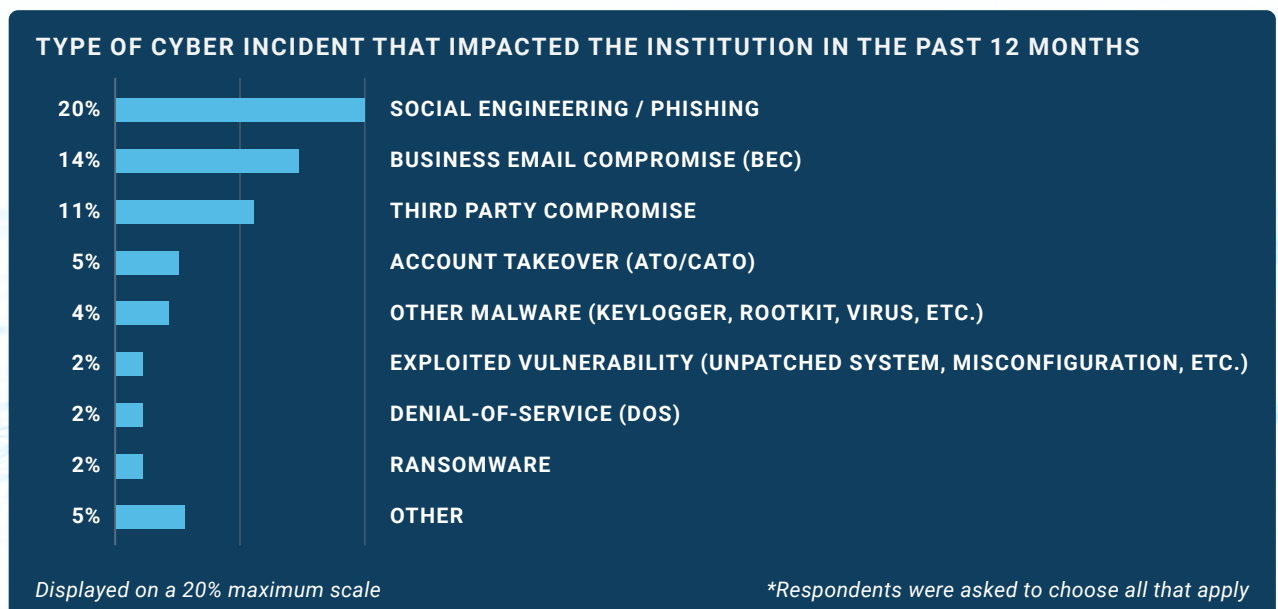 TYPE OF CYBER INCIDENT THAT IMPACTED THE INSTITUTION IN THE PAST 12 MONTHS
20% SOCIAL ENGINEERING / PHISHING
14% BUSINESS EMAIL COMPROMISE (BEC)
11% THIRD PARTY COMPROMISE
5% ACCOUNT TAKEOVER (ATO/CATO)
4% OTHER MALWARE (KEYLOGGER, ROOTKIT, VIRUS, ETC.)
2% EXPLOITED VULNERABILITY (UNPATCHED SYSTEM, MISCONFIGURATION, ETC.)
2% DENIAL-OF-SERVICE (DOS)
2% RANSOMWARE
5% OTHER
Displayed on a 20% maximum scale
*Respondents were asked to choose all that apply